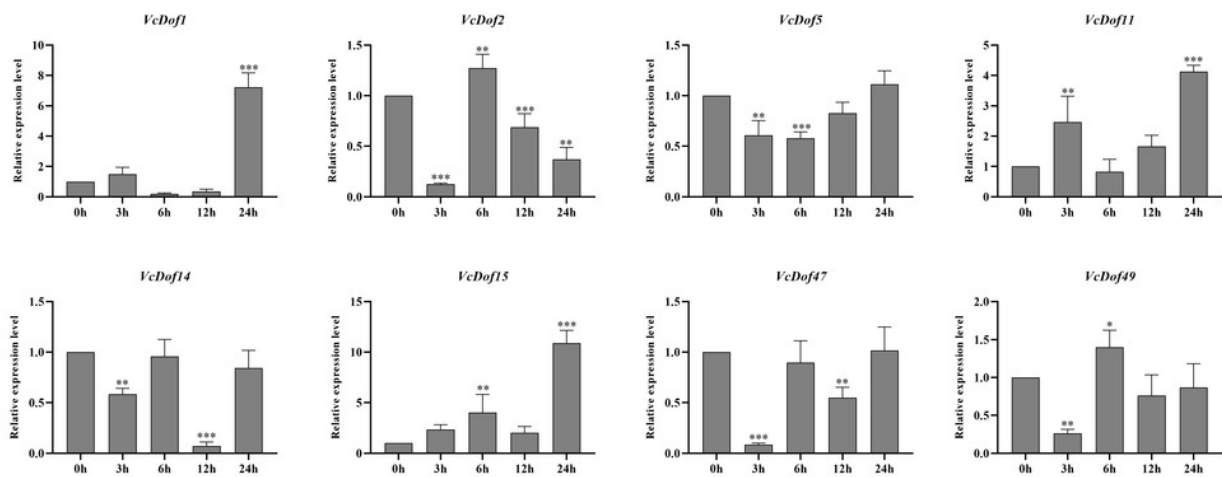 VcDof1
Relative expression level
10
8
6
4
2
0
***
0h 3h 6h 12h 24h
VcDof2
Relative expression level
1.5
1.0
0.5
0.0
***
**
***
**
0h 3h 6h 12h 24h
VcDof5
Relative expression level
1.5
1.0
0.5
0.0
**
***
0h 3h 6h 12h 24h
VcDof11
Relative expression level
5
4
3
2
1
0
**
***
0h 3h 6h 12h 24h
VcDof14
Relative expression level
1.5
1.0
0.5
0.0
**
***
0h 3h 6h 12h 24h
VcDof15
Relative expression level
15
10
5
0
**
***
0h 3h 6h 12h 24h
VcDof47
Relative expression level
1.5
1.0
0.5
0.0
***
**
0h 3h 6h 12h 24h
VcDof49
Relative expression level
2.0
1.5
1.0
0.5
0.0
**
*
0h 3h 6h 12h 24h